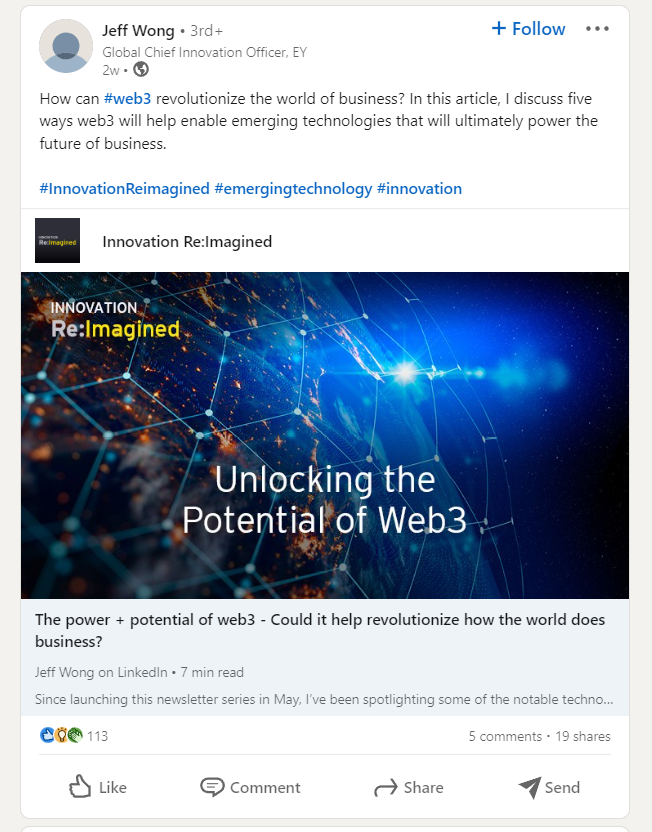 Jeff Wong • 3rd+
+ Follow
Global Chief Innovation Officer, EY
2w •
How can #web3 revolutionize the world of business? In this article, I discuss five
ways web3 will help enable emerging technologies that will ultimately power the
future of business.
#InnovationReimagined #emergingtechnology #innovation
INNOVATION
Re:Imagined
Innovation Re:Imagined
INNOVATION
Re:Imagined
Unlocking the
Potential of Web3
The power + potential of web3 - Could it help revolutionize how the world does
business?
Jeff Wong on LinkedIn • 7 min read
Since launching this newsletter series in May, I've been spotlighting some of the notable techno...
113
5 comments • 19 shares
Like
Comment
Share
Send